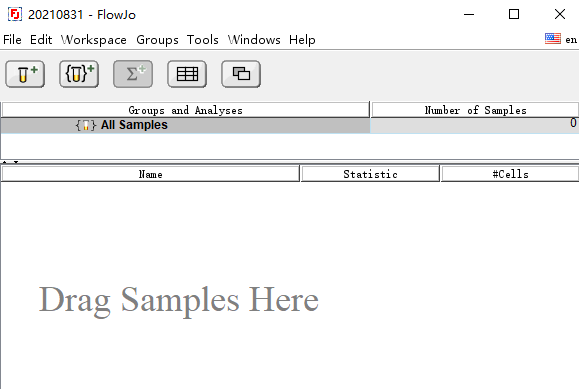 20210831 - FlowJo
File Edit Workspace Groups Tools Windows Help en
Groups and Analyses Number of Samples
{ } All Samples 0
Name Statistic #Cells
Drag Samples Here